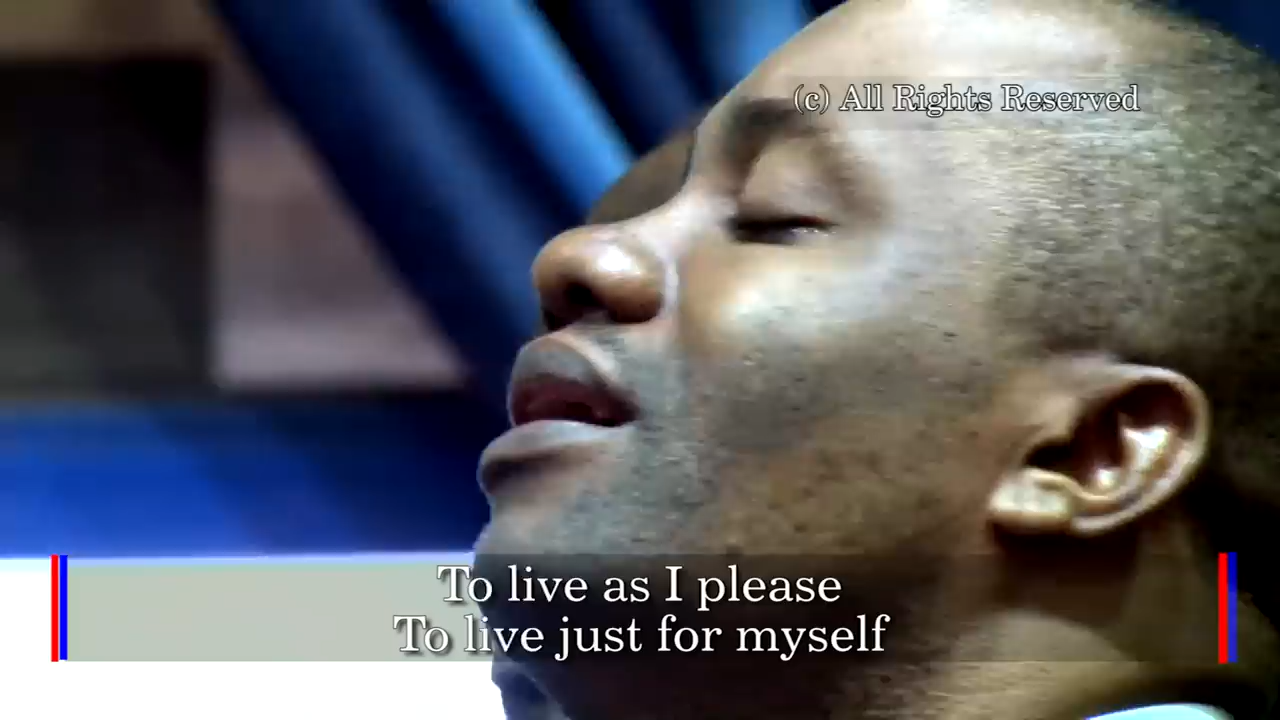 (c) All Rights Reserved
To live as I please
To live just for myself